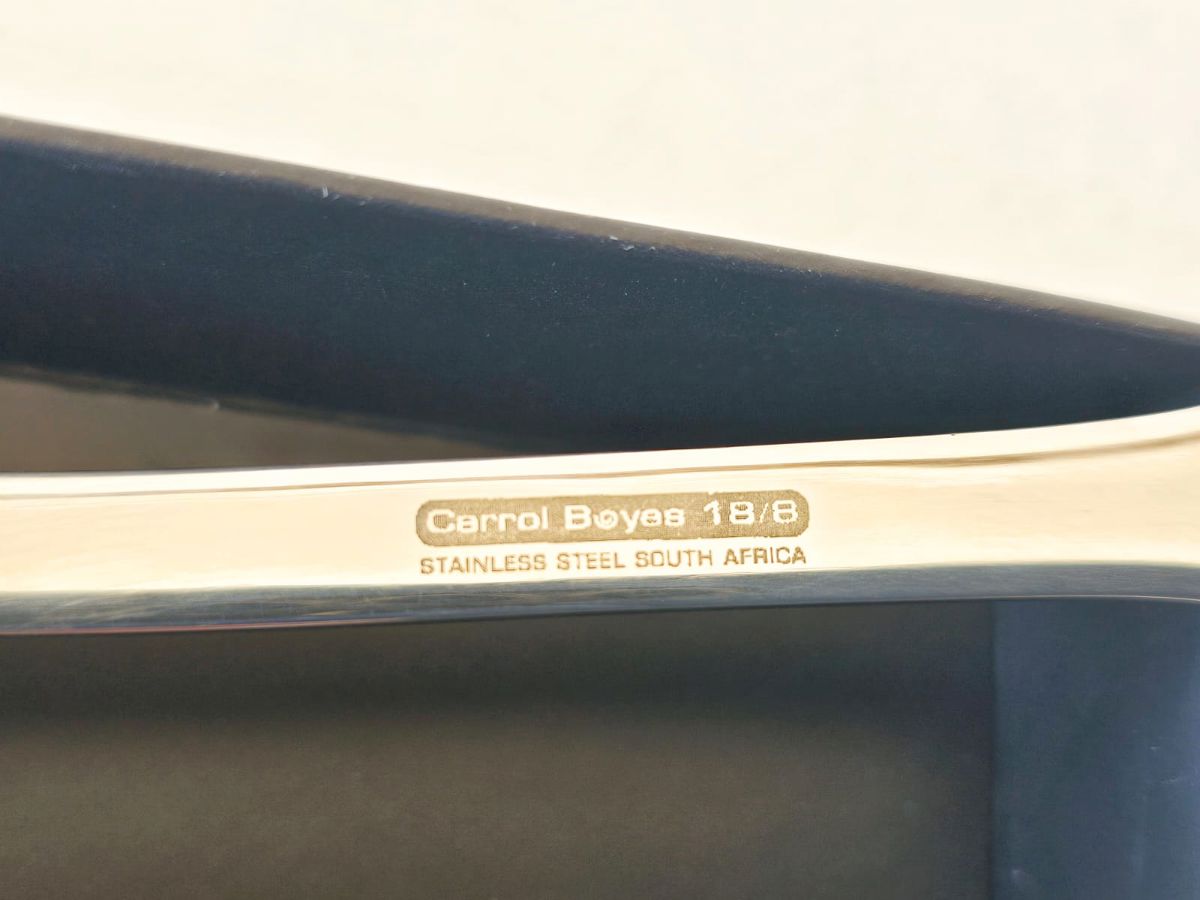 Carrol Boyes 18/8
STAINLESS STEEL SOUTH AFRICA